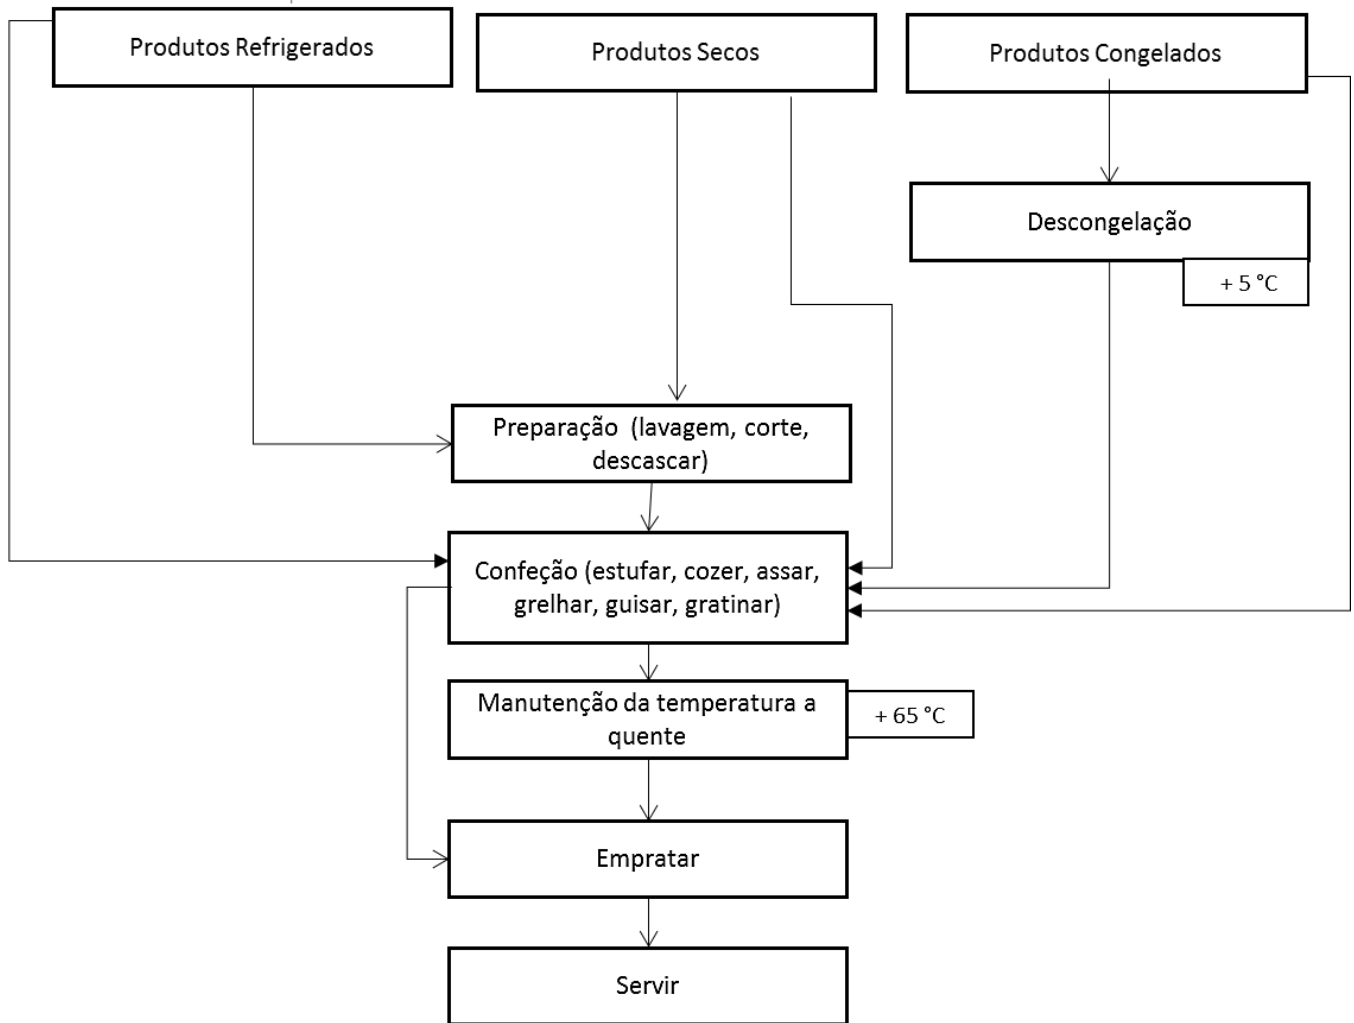 Produtos Refrigerados
Produtos Secos
Produtos Congelados
Descongelação
+ 5 °C
Preparação (lavagem, corte,
descascar)
Confeção (estufar, cozer, assar,
grelhar, guisar, gratinar)
Manutenção da temperatura a
quente
+ 65 °C
Empratar
Servir